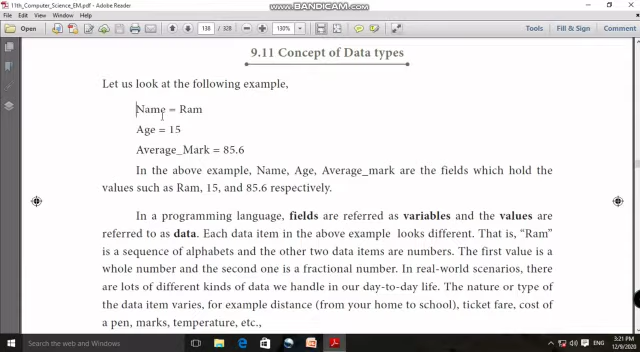 11th_Computer_Science_EM.pdf - Adobe Reader
www.BANDICAM.com
File Edit View Window Help
Open 138 / 328 130% Tools Fill & Sign Comment
9.11 Concept of Data types
Let us look at the following example,
Name = Ram
Age = 15
Average_Mark = 85.6
In the above example, Name, Age, Average_mark are the fields which hold the
values such as Ram, 15, and 85.6 respectively.
In a programming language, fields are referred as variables and the values are
referred to as data. Each data item in the above example looks different. That is, “Ram”
is a sequence of alphabets and the other two data items are numbers. The first value is a
whole number and the second one is a fractional number. In real-world scenarios, there
are lots of different kinds of data we handle in our day-to-day life. The nature or type of
the data item varies, for example distance (from your home to school), ticket fare, cost of
a pen, marks, temperature, etc.,
Search Windows
ENG
3:21 PM
12/9/2020